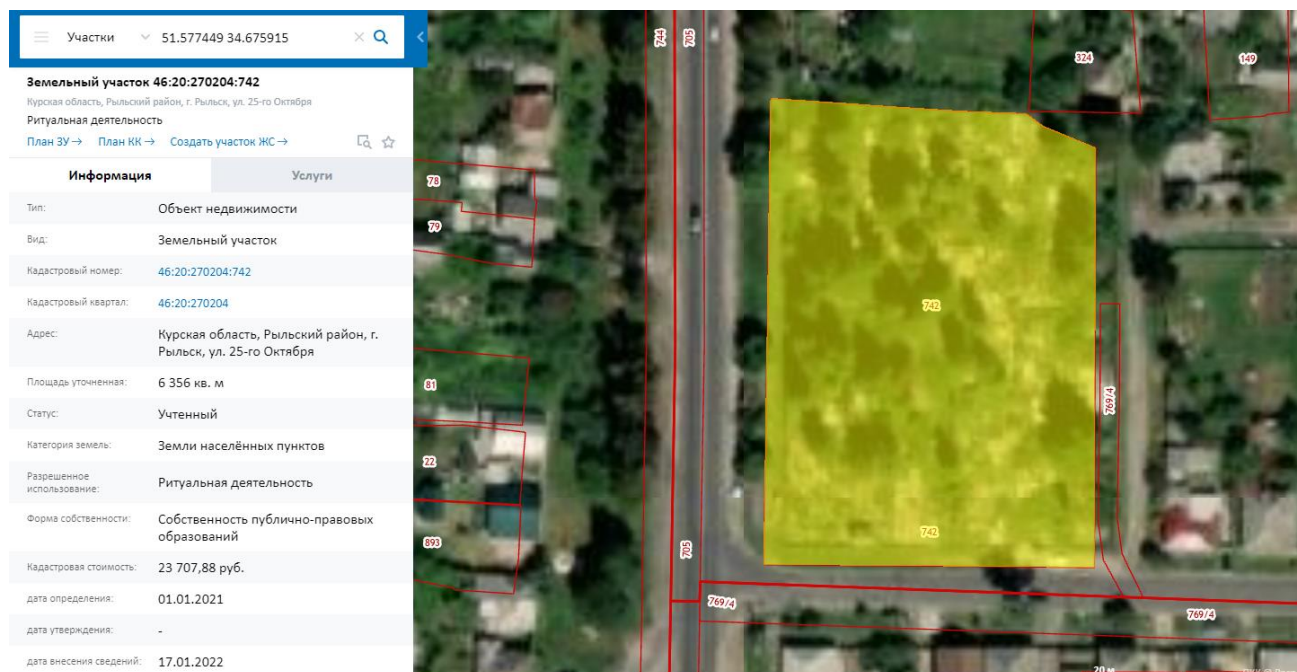 Участки 51.577449 34.675915
Земельный участок 46:20:270204:742
Курская область, Рыльский район, г. Рыльск, ул. 25-го Октября
Ритуальная деятельность
План ЗУ → План КК → Создать участок ЖС →
Информация Услуги
Тип: Объект недвижимости
Вид: Земельный участок
Кадастровый номер: 46:20:270204:742
Кадастровый квартал: 46:20:270204
Адрес: Курская область, Рыльский район, г.
Рыльск, ул. 25-го Октября
Площадь уточненная: 6 356 кв. м
Статус: Учтенный
Категория земель: Земли населённых пунктов
Разрешенное
использование: Ритуальная деятельность
Форма собственности: Собственность публично-правовых
образований
Кадастровая стоимость: 23 707,88 руб.
дата определения: 01.01.2021
дата утверждения: -
дата внесения сведений: 17.01.2022
744
705
324
149
78
79
742
81
769/4
22
742
893
705
769/4
769/4
20 м